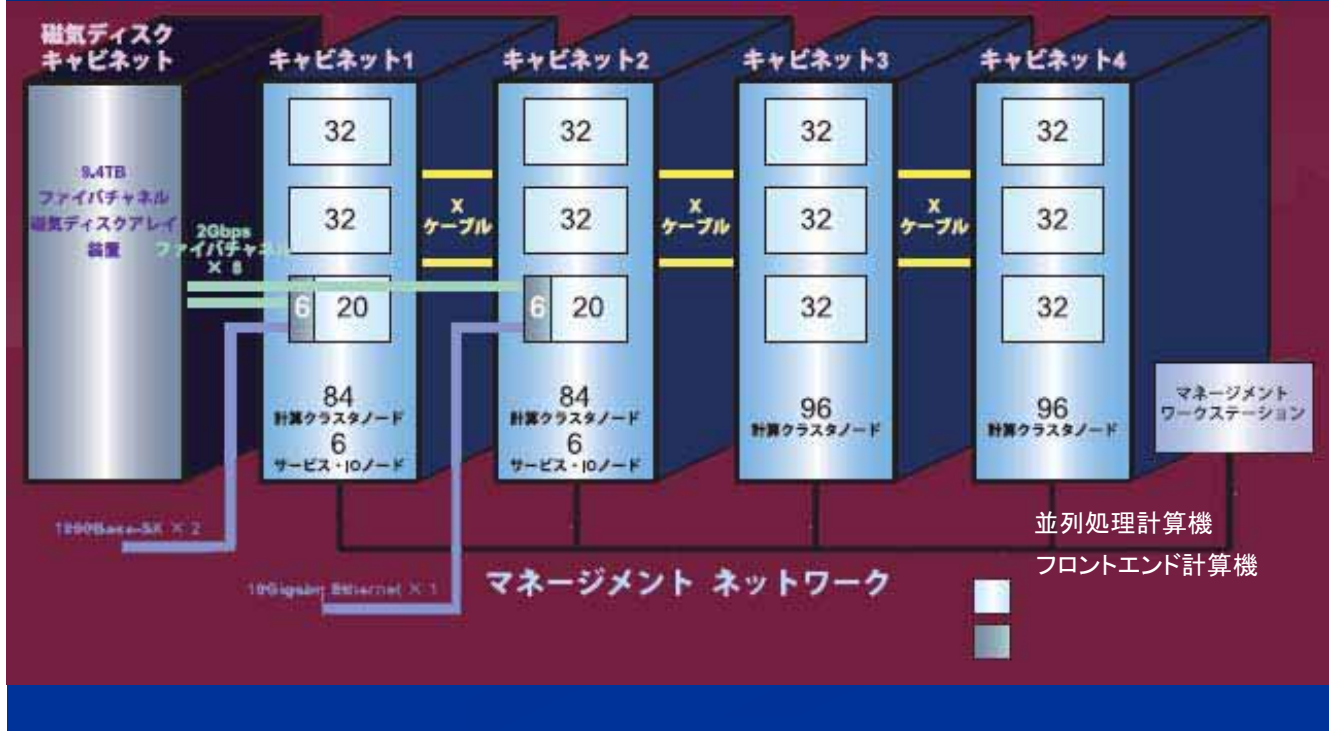 磁気ディスク
キャビネット
キャビネット1
キャビネット2
キャビネット3
キャビネット4
9.4TB
ファイバチャネル
磁気ディスクアレイ
装置
2Gbps
ファイバチャネル
× 8
32
32
6 20
84
計算クラスタノード
6
サービス・IOノード
X
ケーブル
32
32
6 20
84
計算クラスタノード
6
サービス・IOノード
X
ケーブル
32
32
32
96
計算クラスタノード
X
ケーブル
32
32
32
96
計算クラスタノード
マネージメント
ワークステーション
1000Base-SX × 2
10Gigabit Ethernet × 1
マネージメント ネットワーク
並列処理計算機
フロントエンド計算機